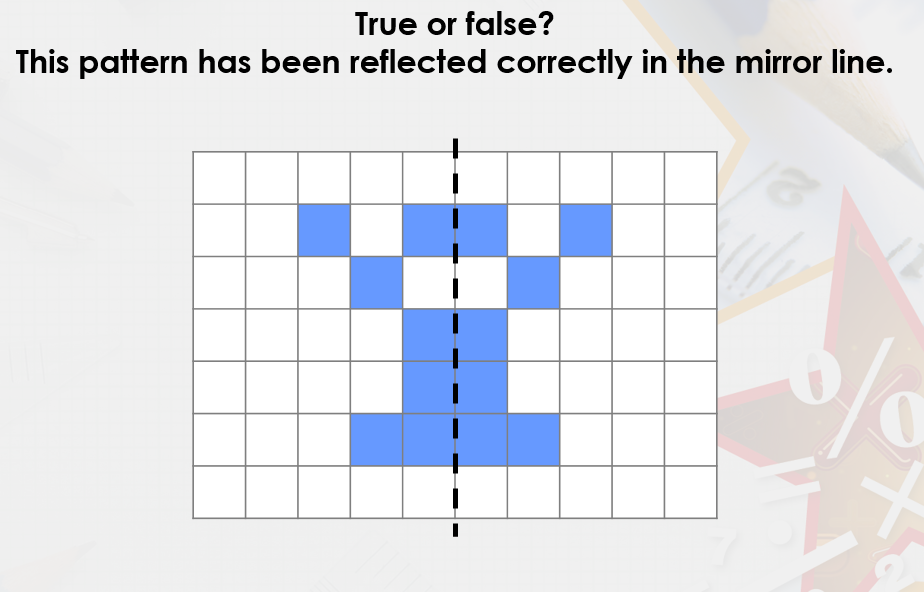 True or false?
This pattern has been reflected correctly in the mirror line.